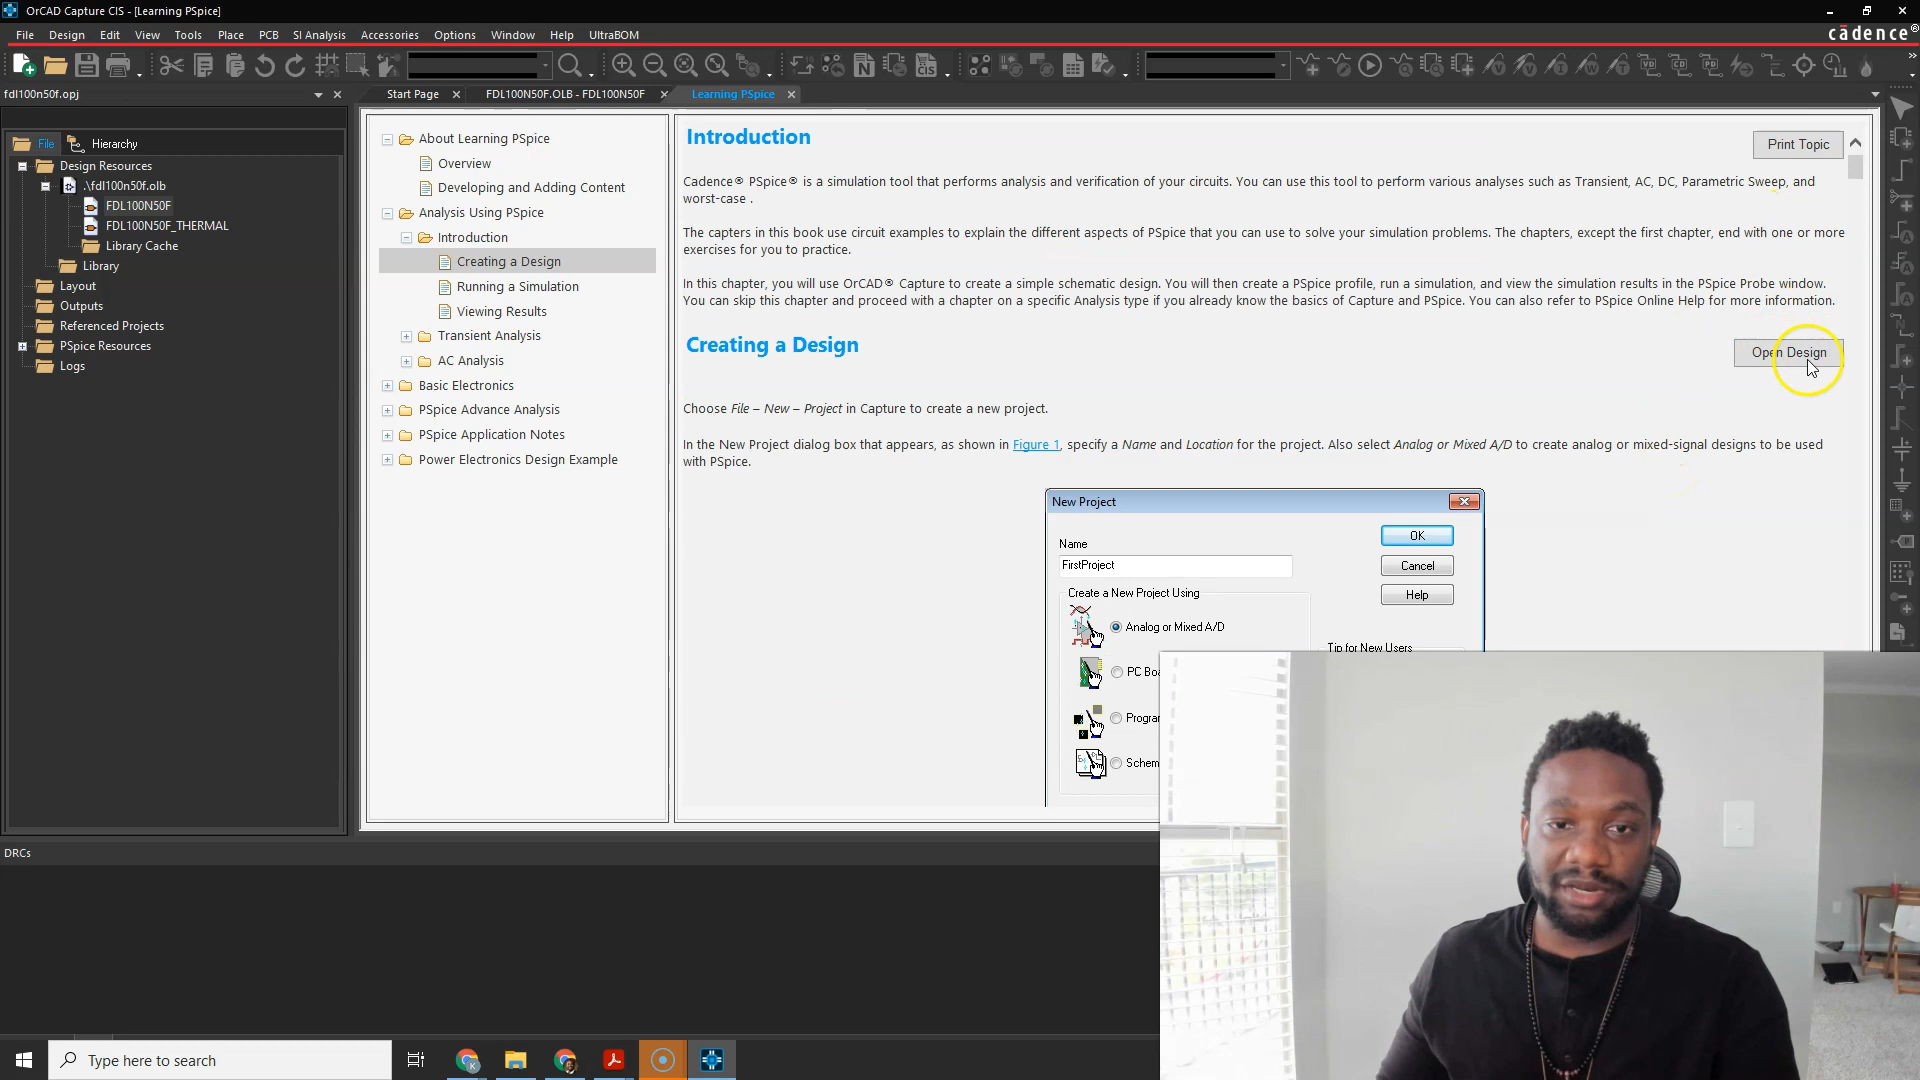 OrCAD Capture CIS - [Learning PSpice]
File Design Edit View Tools Place PCB SI Analysis Accessories Options Window Help UltraBOM
cādence®
fdl100n50f.opj
Start Page FDL100N50F.OLB - FDL100N50F Learning PSpice
File Hierarchy
Design Resources
.\fdl100n50f.olb
FDL100N50F
FDL100N50F_THERMAL
Library Cache
Library
Layout
Outputs
Referenced Projects
PSpice Resources
Logs
About Learning PSpice
Overview
Developing and Adding Content
Analysis Using PSpice
Introduction
Creating a Design
Running a Simulation
Viewing Results
Transient Analysis
AC Analysis
Basic Electronics
PSpice Advance Analysis
PSpice Application Notes
Power Electronics Design Example
Introduction
Print Topic
Cadence® PSpice® is a simulation tool that performs analysis and verification of your circuits. You can use this tool to perform various analyses such as Transient, AC, DC, Parametric Sweep, and
worst-case .
The capters in this book use circuit examples to explain the different aspects of PSpice that you can use to solve your simulation problems. The chapters, except the first chapter, end with one or more
exercises for you to practice.
In this chapter, you will use OrCAD® Capture to create a simple schematic design. You will then create a PSpice profile, run a simulation, and view the simulation results in the PSpice Probe window.
You can skip this chapter and proceed with a chapter on a specific Analysis type if you already know the basics of Capture and PSpice. You can also refer to PSpice Online Help for more information.
Creating a Design
Open Design
Choose File – New – Project in Capture to create a new project.
In the New Project dialog box that appears, as shown in Figure 1, specify a Name and Location for the project. Also select Analog or Mixed A/D to create analog or mixed-signal designs to be used
with PSpice.
New Project
Name
FirstProject
OK
Cancel
Help
Create a New Project Using
Analog or Mixed A/D
Tip for New Users
PC Boa
Progra
Schem
DRCs
Type here to search